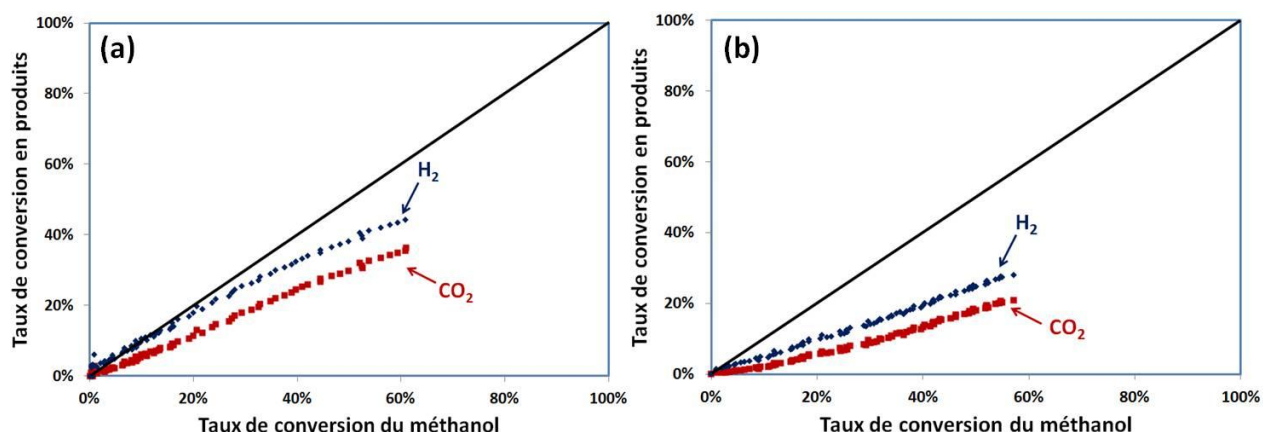 (a)
Taux de conversion en produits
100%
80%
60%
40%
20%
0%
H2
CO2
0% 20% 40% 60% 80% 100%
Taux de conversion du méthanol
(b)
Taux de conversion en produits
100%
80%
60%
40%
20%
0%
H2
CO2
0% 20% 40% 60% 80% 100%
Taux de conversion du méthanol